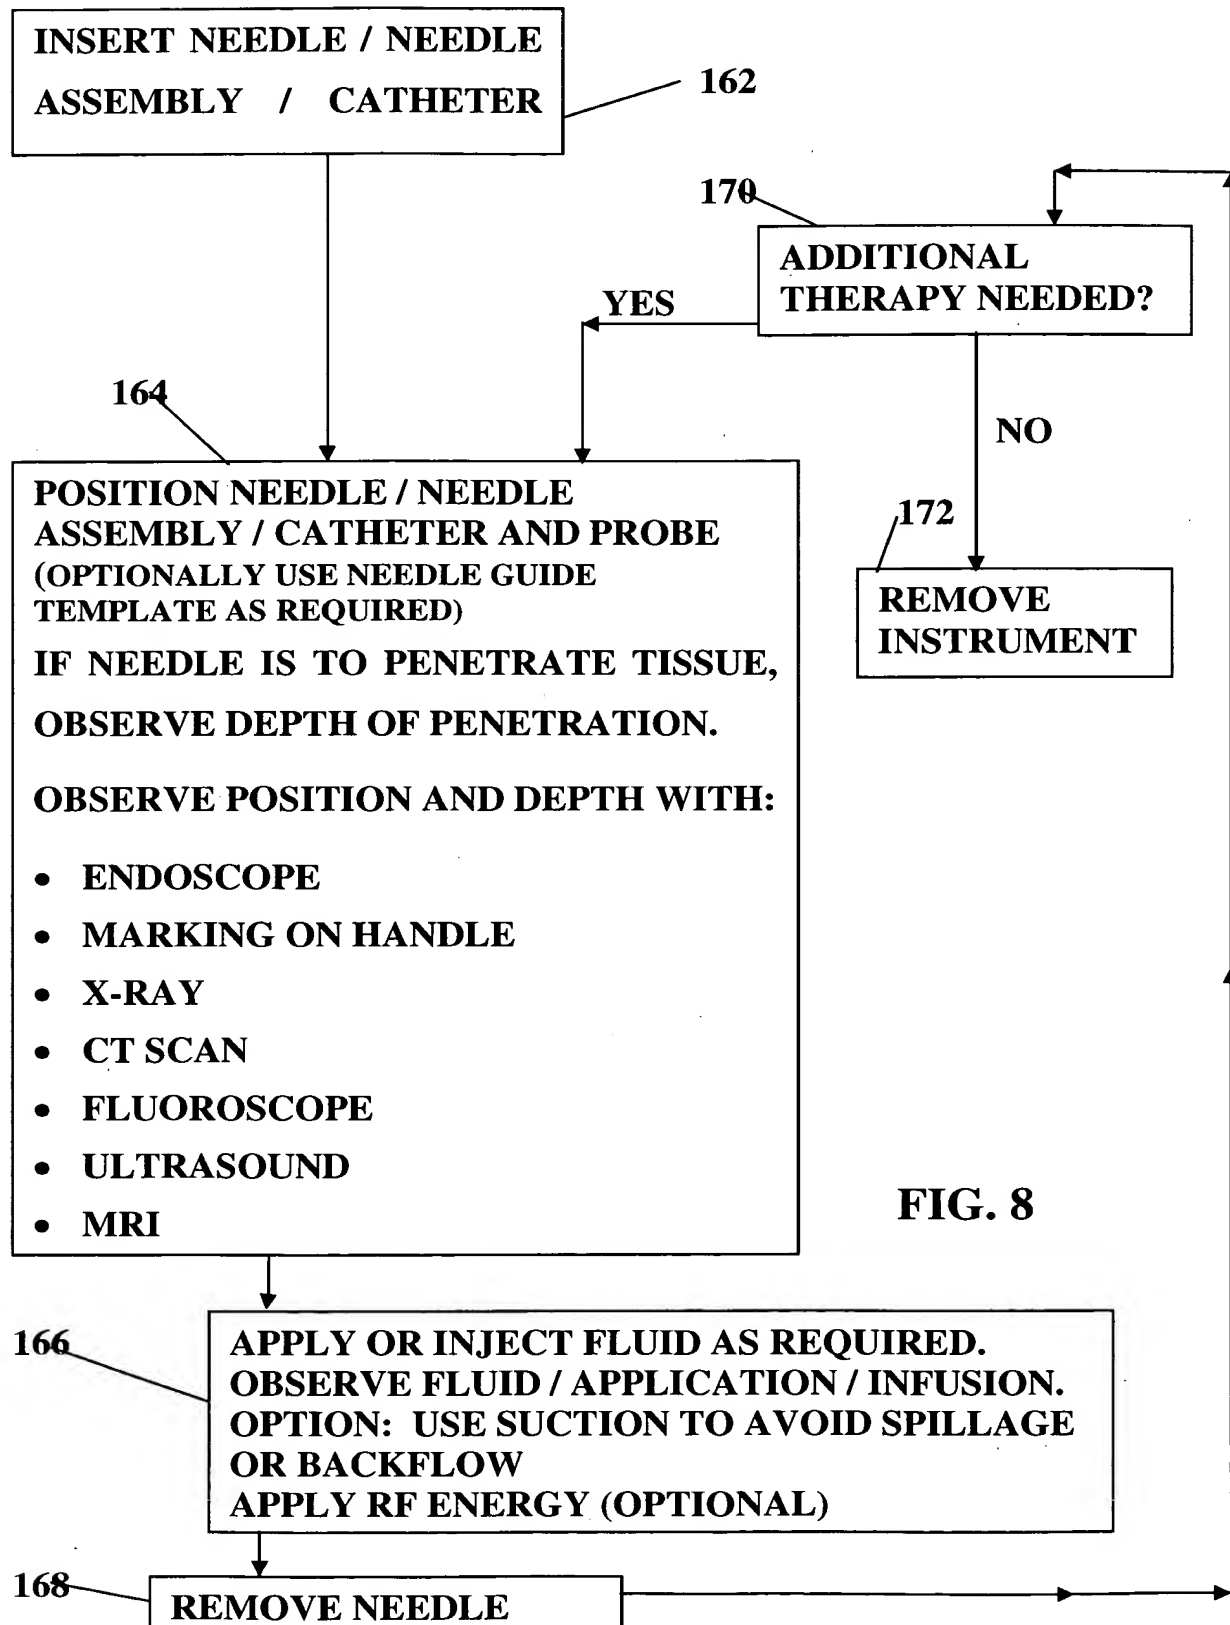 INSERT NEEDLE / NEEDLE
ASSEMBLY / CATHETER
162
170
ADDITIONAL
THERAPY NEEDED?
YES
NO
164
POSITION NEEDLE / NEEDLE
ASSEMBLY / CATHETER AND PROBE
(OPTIONALLY USE NEEDLE GUIDE
TEMPLATE AS REQUIRED)
IF NEEDLE IS TO PENETRATE TISSUE,
OBSERVE DEPTH OF PENETRATION.
OBSERVE POSITION AND DEPTH WITH:
• ENDOSCOPE
• MARKING ON HANDLE
• X-RAY
• CT SCAN
• FLUOROSCOPE
• ULTRASOUND
• MRI
172
REMOVE
INSTRUMENT
FIG. 8
166
APPLY OR INJECT FLUID AS REQUIRED.
OBSERVE FLUID / APPLICATION / INFUSION.
OPTION: USE SUCTION TO AVOID SPILLAGE
OR BACKFLOW
APPLY RF ENERGY (OPTIONAL)
168
REMOVE NEEDLE